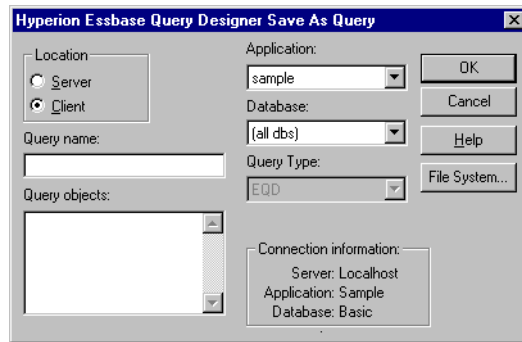 Hyperion Essbase Query Designer Save As Query
Location
Server
Client
Query name:
Query objects:
Application:
sample
Database:
(all dbs)
Query Type:
EQD
OK
Cancel
Help
File System...
Connection information:
Server: Localhost
Application: Sample
Database: Basic